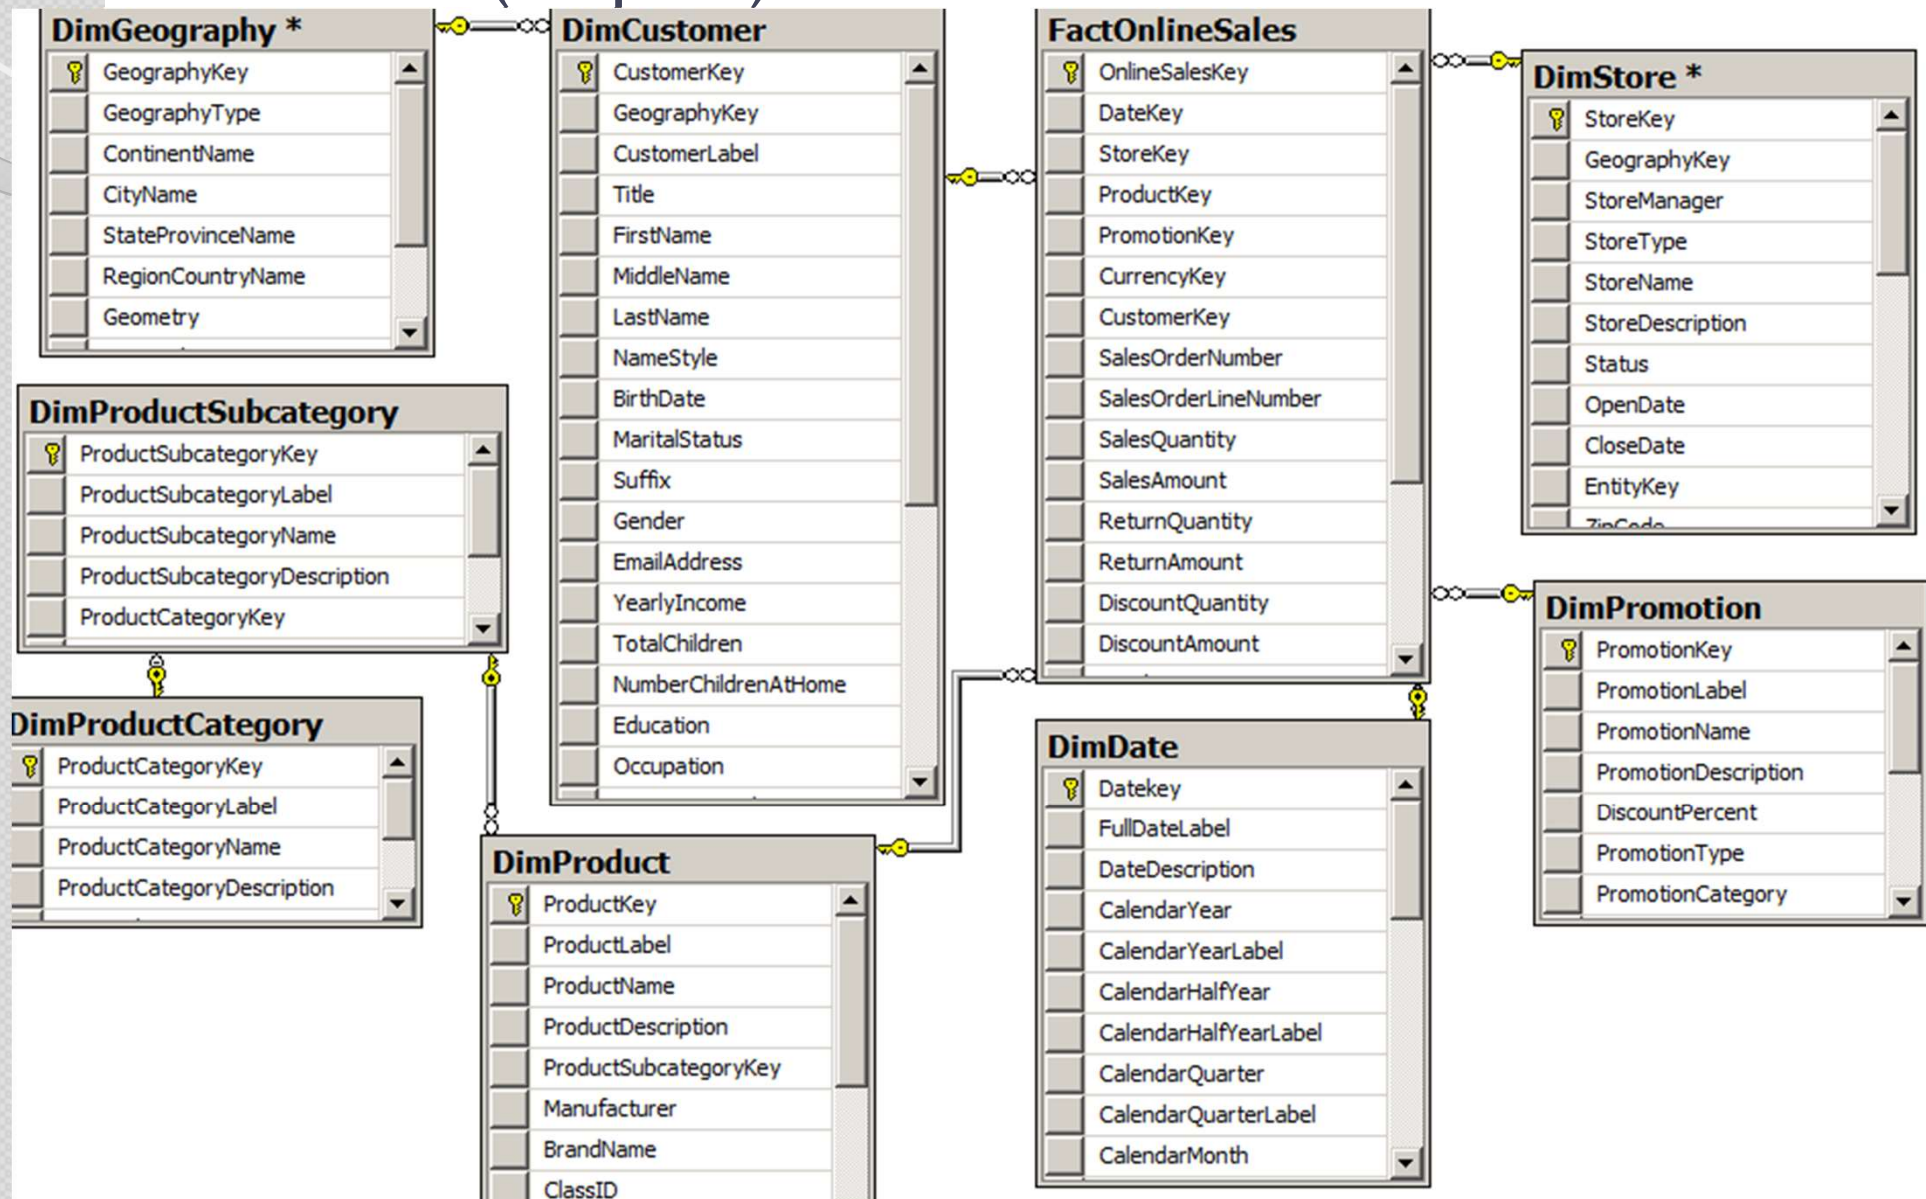 DimGeography *
GeographyKey
GeographyType
ContinentName
CityName
StateProvinceName
RegionCountryName
Geometry
DimCustomer
CustomerKey
GeographyKey
CustomerLabel
Title
FirstName
MiddleName
LastName
NameStyle
BirthDate
MaritalStatus
Suffix
Gender
EmailAddress
YearlyIncome
TotalChildren
NumberChildrenAtHome
Education
Occupation
FactOnlineSales
OnlineSalesKey
DateKey
StoreKey
ProductKey
PromotionKey
CurrencyKey
CustomerKey
SalesOrderNumber
SalesOrderLineNumber
SalesQuantity
SalesAmount
ReturnQuantity
ReturnAmount
DiscountQuantity
DiscountAmount
DimStore *
StoreKey
GeographyKey
StoreManager
StoreType
StoreName
StoreDescription
Status
OpenDate
CloseDate
EntityKey
ZipCode
DimProductSubcategory
ProductSubcategoryKey
ProductSubcategoryLabel
ProductSubcategoryName
ProductSubcategoryDescription
ProductCategoryKey
DimProductCategory
ProductCategoryKey
ProductCategoryLabel
ProductCategoryName
ProductCategoryDescription
DimProduct
ProductKey
ProductLabel
ProductName
ProductDescription
ProductSubcategoryKey
Manufacturer
BrandName
ClassID
DimDate
Datekey
FullDateLabel
DateDescription
CalendarYear
CalendarYearLabel
CalendarHalfYear
CalendarHalfYearLabel
CalendarQuarter
CalendarQuarterLabel
CalendarMonth
DimPromotion
PromotionKey
PromotionLabel
PromotionName
PromotionDescription
DiscountPercent
PromotionType
PromotionCategory